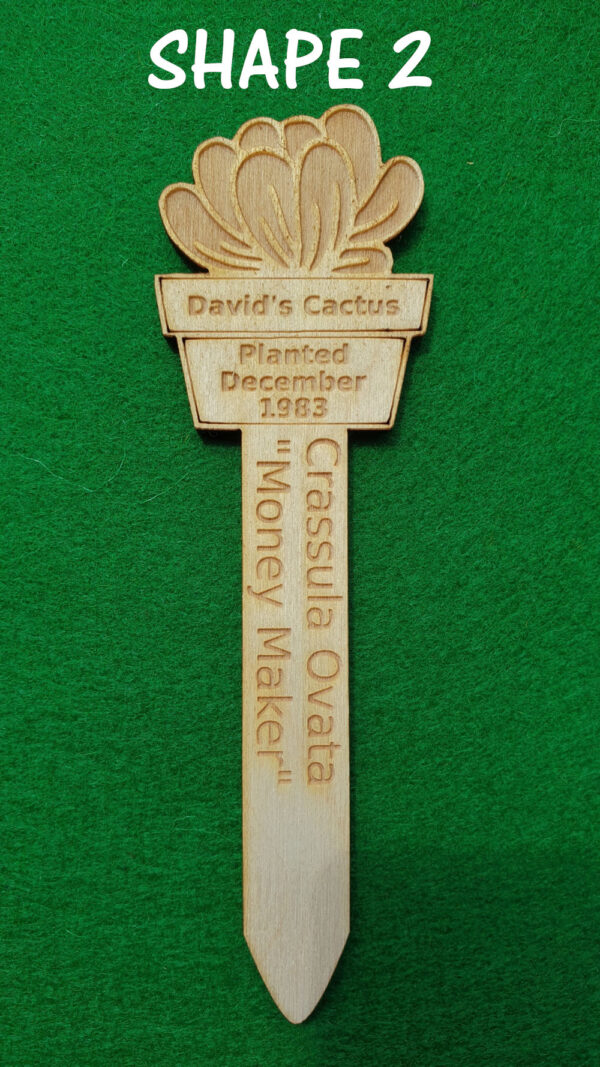 SHAPE 2
David's Cactus
Planted
December
1983
Crassula Ovata
"Money Maker"